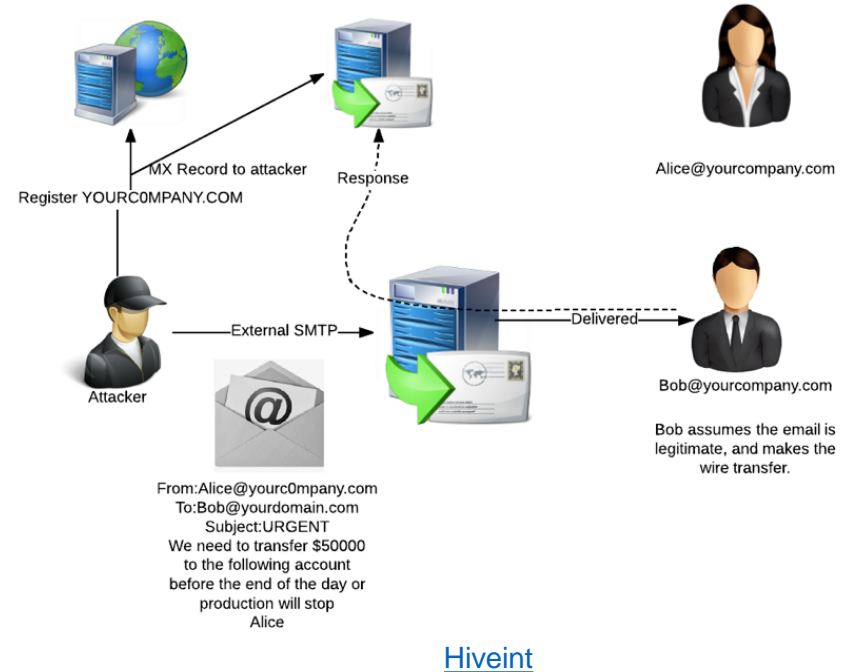 MX Record to attacker
Register YOURC0MPANY.COM
Response
Alice@yourcompany.com
External SMTP
Delivered
Attacker
Bob@yourcompany.com
Bob assumes the email is
legitimate, and makes the
wire transfer.
@
From:Alice@yourc0mpany.com
To:Bob@yourdomain.com
Subject:URGENT
We need to transfer $50000
to the following account
before the end of the day or
production will stop
Alice
Hiveint